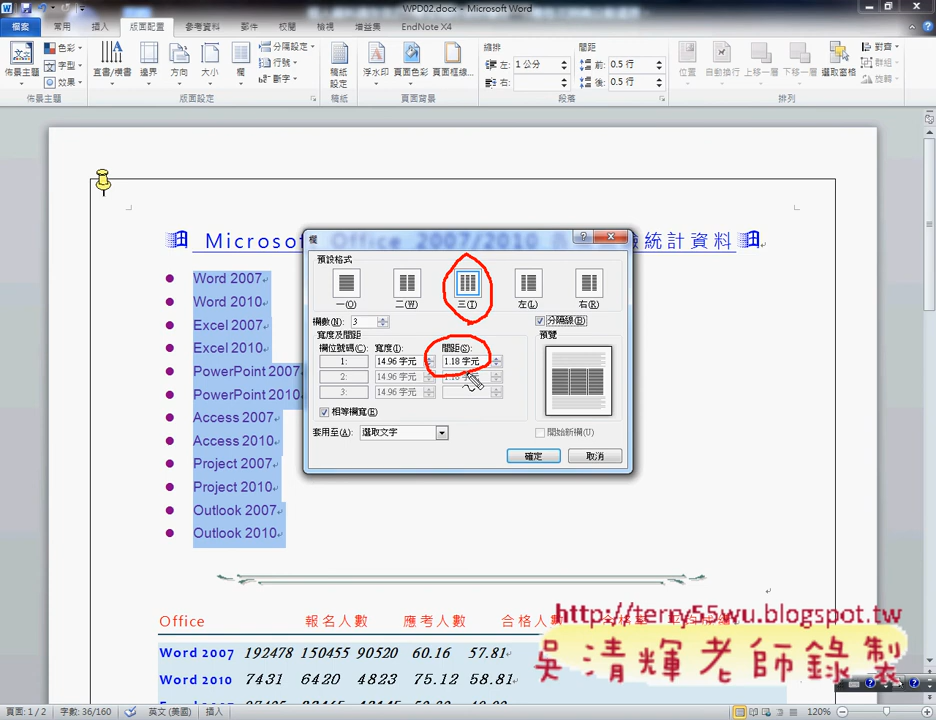 WPD02.docx - Microsoft Word
檔案 常用 插入 版面配置 參考資料 郵件 校閱 檢視 增益集 EndNote X4
佈景主題 色彩 字型 效果
直書/橫書 邊界 方向 大小 欄 分隔設定 行號 斷字
稿紙設定 浮水印 頁面色彩 頁面框線
縮排 左: 1 公分 右:
間距 前: 0.5 行 後: 0.5 行
位置 自動換行 上移一層 下移一層 選取窗格 對齊 群組 旋轉
佈景主題 版面設定 稿紙 頁面背景 段落 排列
Microsoft Office 2007/2010 統計資料
Word 2007
Word 2010
Excel 2007
Excel 2010
PowerPoint 2007
PowerPoint 2010
Access 2007
Access 2010
Project 2007
Project 2010
Outlook 2007
Outlook 2010
欄
預設格式
一(O) 二(W) 三(T) 左(L) 右(R)
欄數(N): 3 分隔線(B)
寬度及間距 預覽
欄位號碼(C): 寬度(I): 間距(S):
1: 14.96 字元 1.18 字元
2: 14.96 字元 1.18 字元
3: 14.96 字元
相等欄寬(E)
套用至(A): 選取文字 開始新欄(U)
確定 取消
Office 報名人數 應考人數 合格人數
Word 2007 192478 150455 90520 60.16 57.81
Word 2010 7431 6420 4823 75.12 58.81
http://terry55wu.blogspot.tw
吳清輝老師錄製
頁面: 1 / 2 字數: 36/160 英文 (美國) 插入 120%